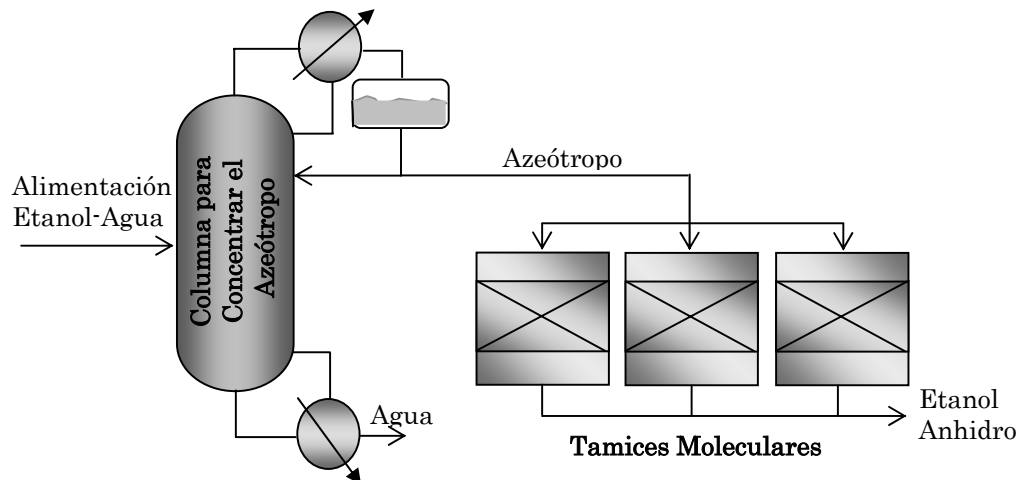 Alimentación
Etanol-Agua
Columna para
Concentrar el
Azeótropo
Azeótropo
Agua
Tamices Moleculares
Etanol
Anhidro